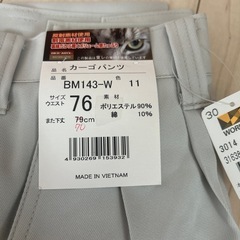 品名
カーゴパンツ
品番 BM143-W 色 11
サイズ
ウエスト 76
ポリエステル 90%
綿 10%
また下丈 79cm
70
4930269153932
MADE IN VIETNAM
30
WOR
3014